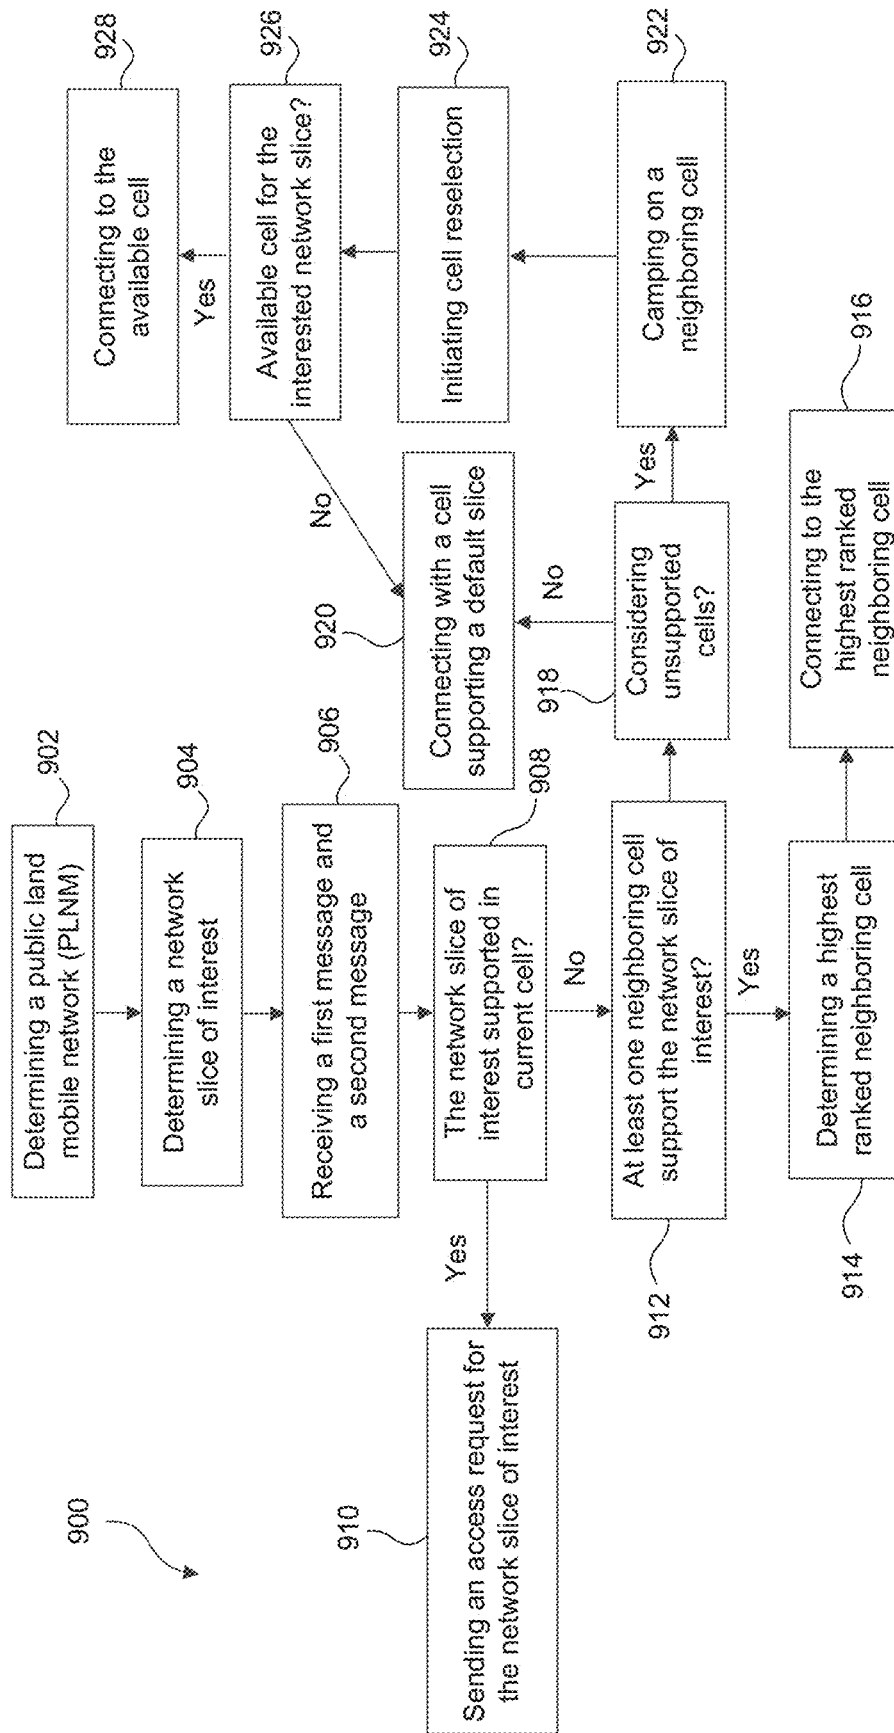 900
902
Determining a public land
mobile network (PLNM)
904
Determining a network
slice of interest
906
Receiving a first message and
a second message
908
The network slice of
interest supported in
current cell?
Yes
No
910
Sending an access request for
the network slice of interest
912
At least one neighboring cell
support the network slice of
interest?
Yes
914
Determining a highest
ranked neighboring cell
916
Connecting to the
highest ranked
neighboring cell
918
Considering
unsupported
cells?
No
Yes
920
Connecting with a cell
supporting a default slice
922
Camping on a
neighboring cell
924
Initiating cell reselection
926
Available cell for the
interested network slice?
No
Yes
928
Connecting to the
available cell